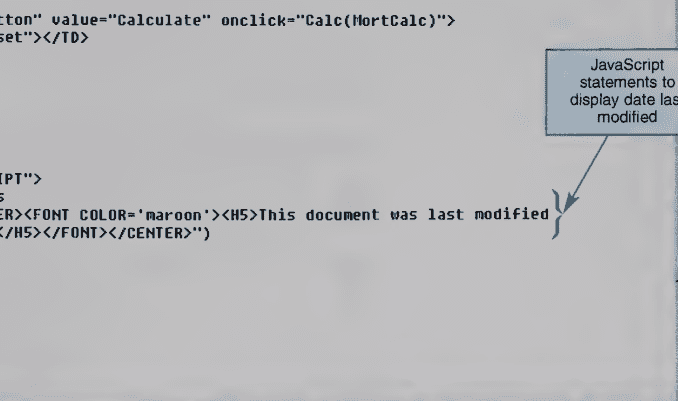 tton" value="Calculate" onclick="Calc(MortCalc)">
set"></TD>
JavaScript
statements to
display date las
modified
IPT">
s
ER><FONT COLOR='maroon'><H5>This document was last modified
</H5></FONT></CENTER>")